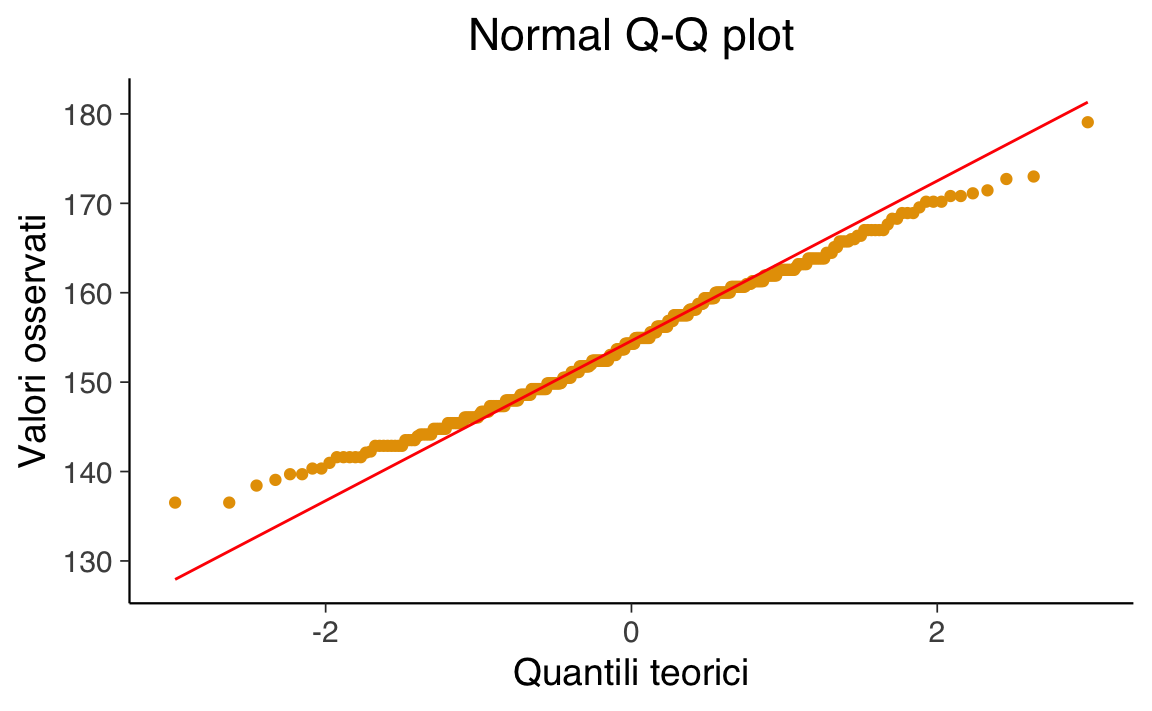 Normal Q-Q plot
180
170
160
150
140
130
Valori osservati
-2 0 2
Quantili teorici